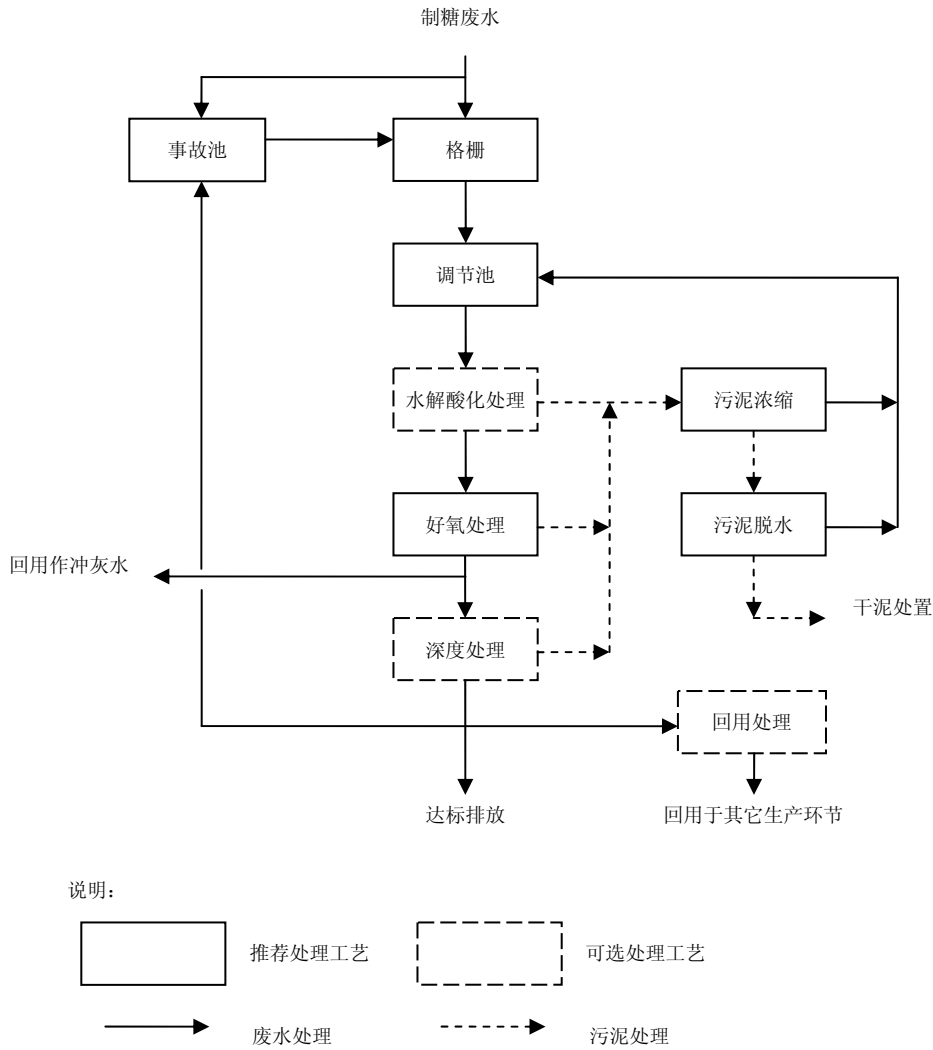 制糖废水
事故池
格栅
调节池
水解酸化处理
污泥浓缩
好氧处理
污泥脱水
回用作冲灰水
干泥处置
深度处理
回用处理
达标排放
回用于其它生产环节
说明：
推荐处理工艺
可选处理工艺
废水处理
污泥处理